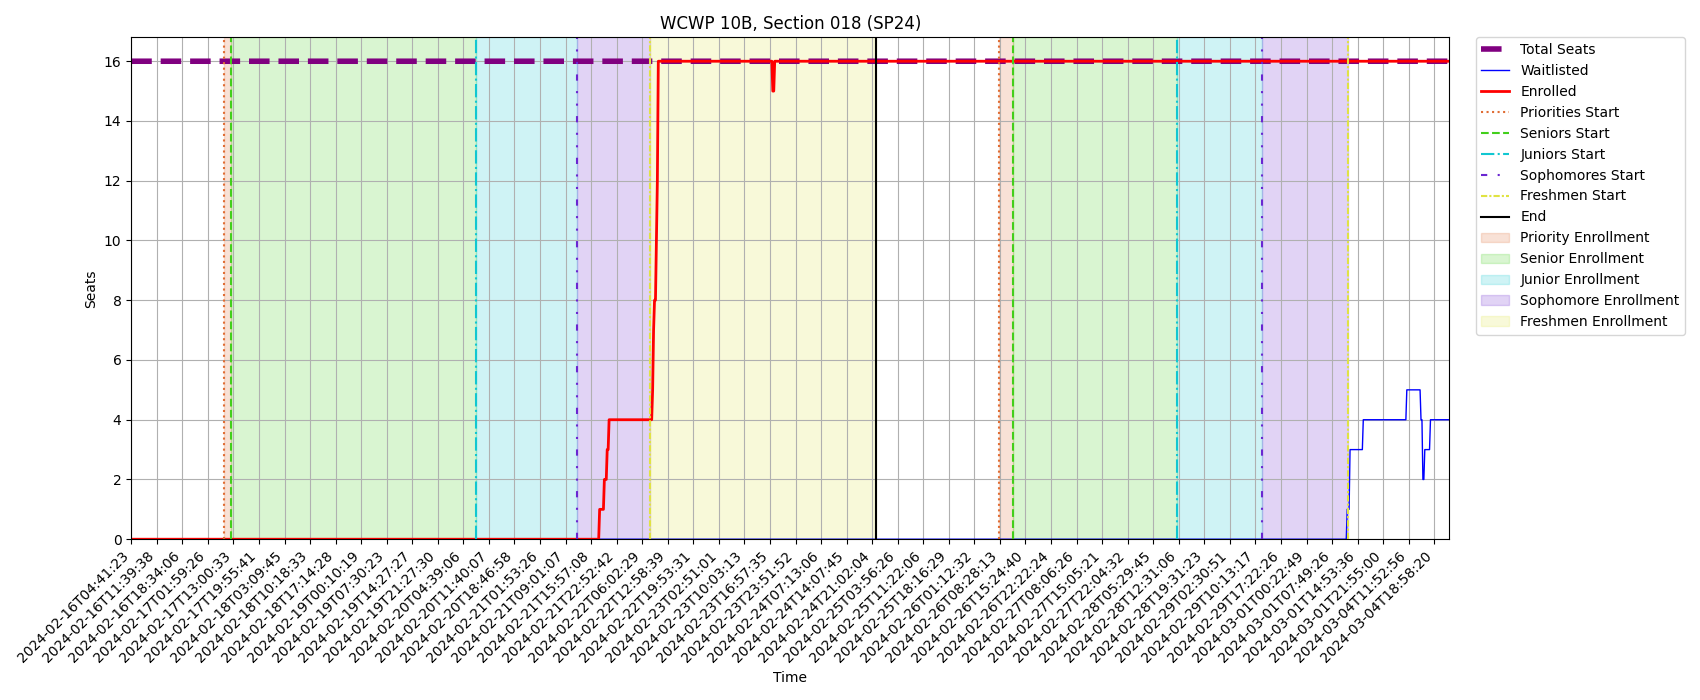 WCWP 10B, Section 018 (SP24)
Seats
16
14
12
10
8
6
4
2
0
2024-02-16T04:41:23
2024-02-16T11:39:38
2024-02-16T18:34:06
2024-02-17T01:59:26
2024-02-17T13:00:33
2024-02-17T19:55:41
2024-02-18T03:09:45
2024-02-18T10:18:33
2024-02-18T17:14:28
2024-02-19T00:10:19
2024-02-19T07:30:23
2024-02-19T14:27:27
2024-02-19T21:27:30
2024-02-20T04:39:06
2024-02-20T11:40:07
2024-02-20T18:46:58
2024-02-21T01:53:26
2024-02-21T09:01:07
2024-02-21T15:57:08
2024-02-21T22:52:42
2024-02-22T06:02:29
2024-02-22T12:58:39
2024-02-22T19:53:31
2024-02-23T02:51:01
2024-02-23T10:03:13
2024-02-23T16:57:35
2024-02-23T23:51:52
2024-02-24T07:13:06
2024-02-24T14:07:45
2024-02-24T21:02:04
2024-02-25T03:56:26
2024-02-25T11:22:06
2024-02-25T18:16:29
2024-02-26T01:12:32
2024-02-26T08:28:13
2024-02-26T15:24:40
2024-02-26T22:22:24
2024-02-27T08:06:26
2024-02-27T15:05:21
2024-02-27T22:04:32
2024-02-28T05:29:45
2024-02-28T12:31:06
2024-02-28T19:31:23
2024-02-29T02:30:51
2024-02-29T10:13:17
2024-02-29T17:22:26
2024-03-01T00:22:49
2024-03-01T07:49:26
2024-03-01T14:53:36
2024-03-01T21:55:00
2024-03-04T11:52:56
2024-03-04T18:58:20
Time
Total Seats
Waitlisted
Enrolled
Priorities Start
Seniors Start
Juniors Start
Sophomores Start
Freshmen Start
End
Priority Enrollment
Senior Enrollment
Junior Enrollment
Sophomore Enrollment
Freshmen Enrollment